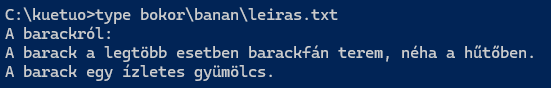 C:\kuetuo>type bokor\banan\leiras.txt
A barackról:
A barack a legtöbb esetben barackfán terem, néha a hűtőben.
A barack egy ízletes gyümölcs.